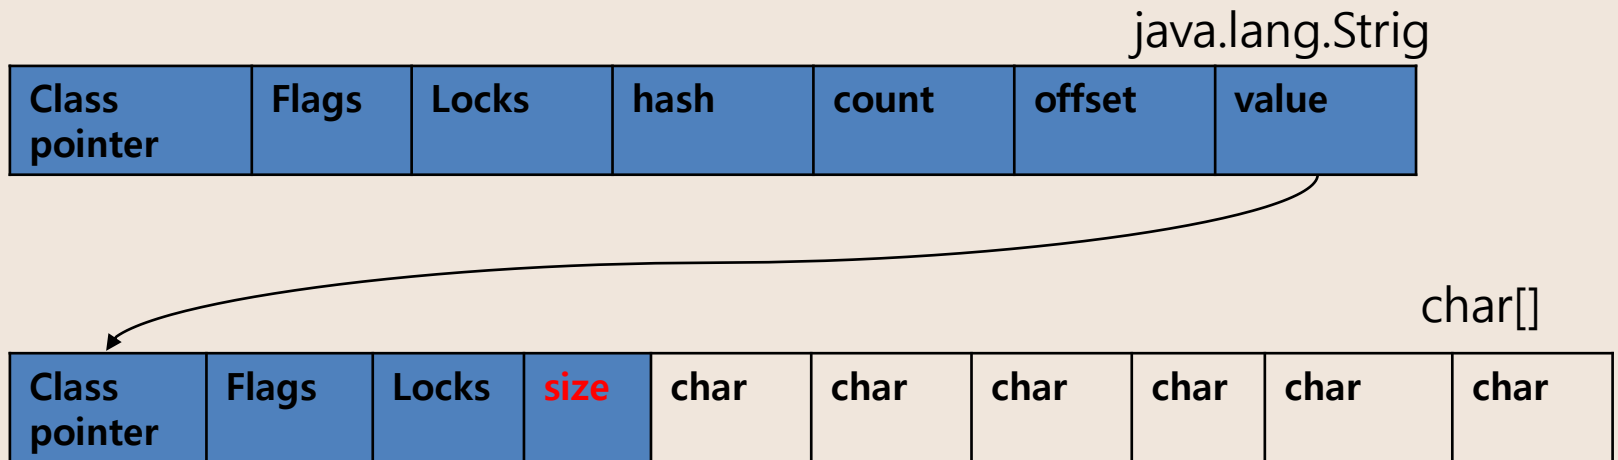 java.lang.Strig
Class pointer Flags Locks hash count offset value
char[]
Class pointer Flags Locks size char char char char char char